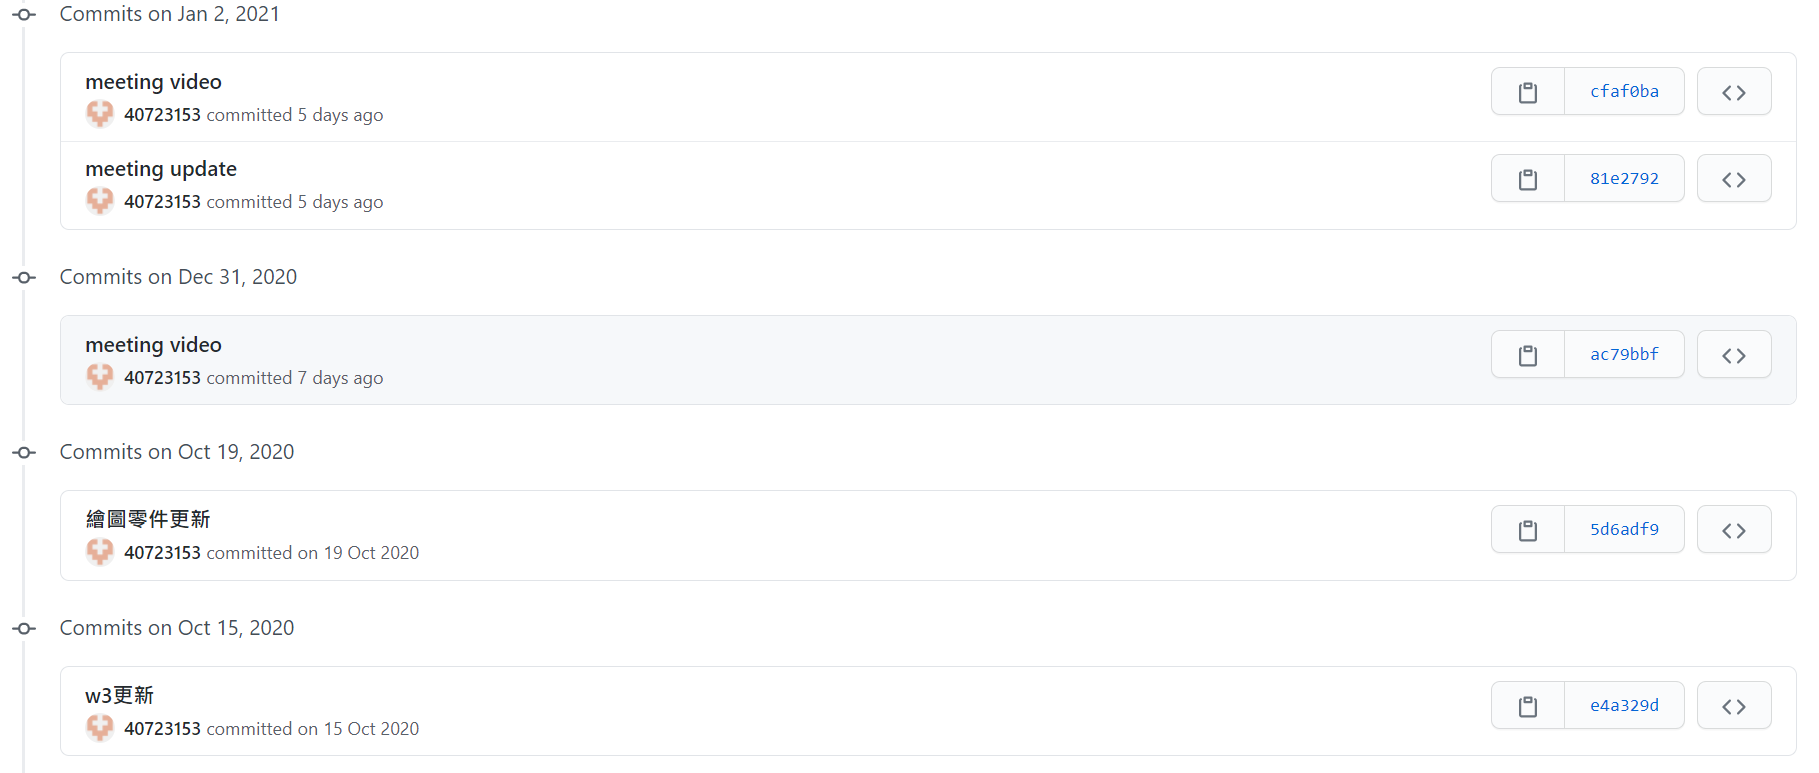 Commits on Jan 2, 2021
meeting video
cfaf0ba
40723153 committed 5 days ago
meeting update
81e2792
40723153 committed 5 days ago
Commits on Dec 31, 2020
meeting video
ac79bbf
40723153 committed 7 days ago
Commits on Oct 19, 2020
繪圖零件更新
5d6adf9
40723153 committed on 19 Oct 2020
Commits on Oct 15, 2020
w3更新
e4a329d
40723153 committed on 15 Oct 2020